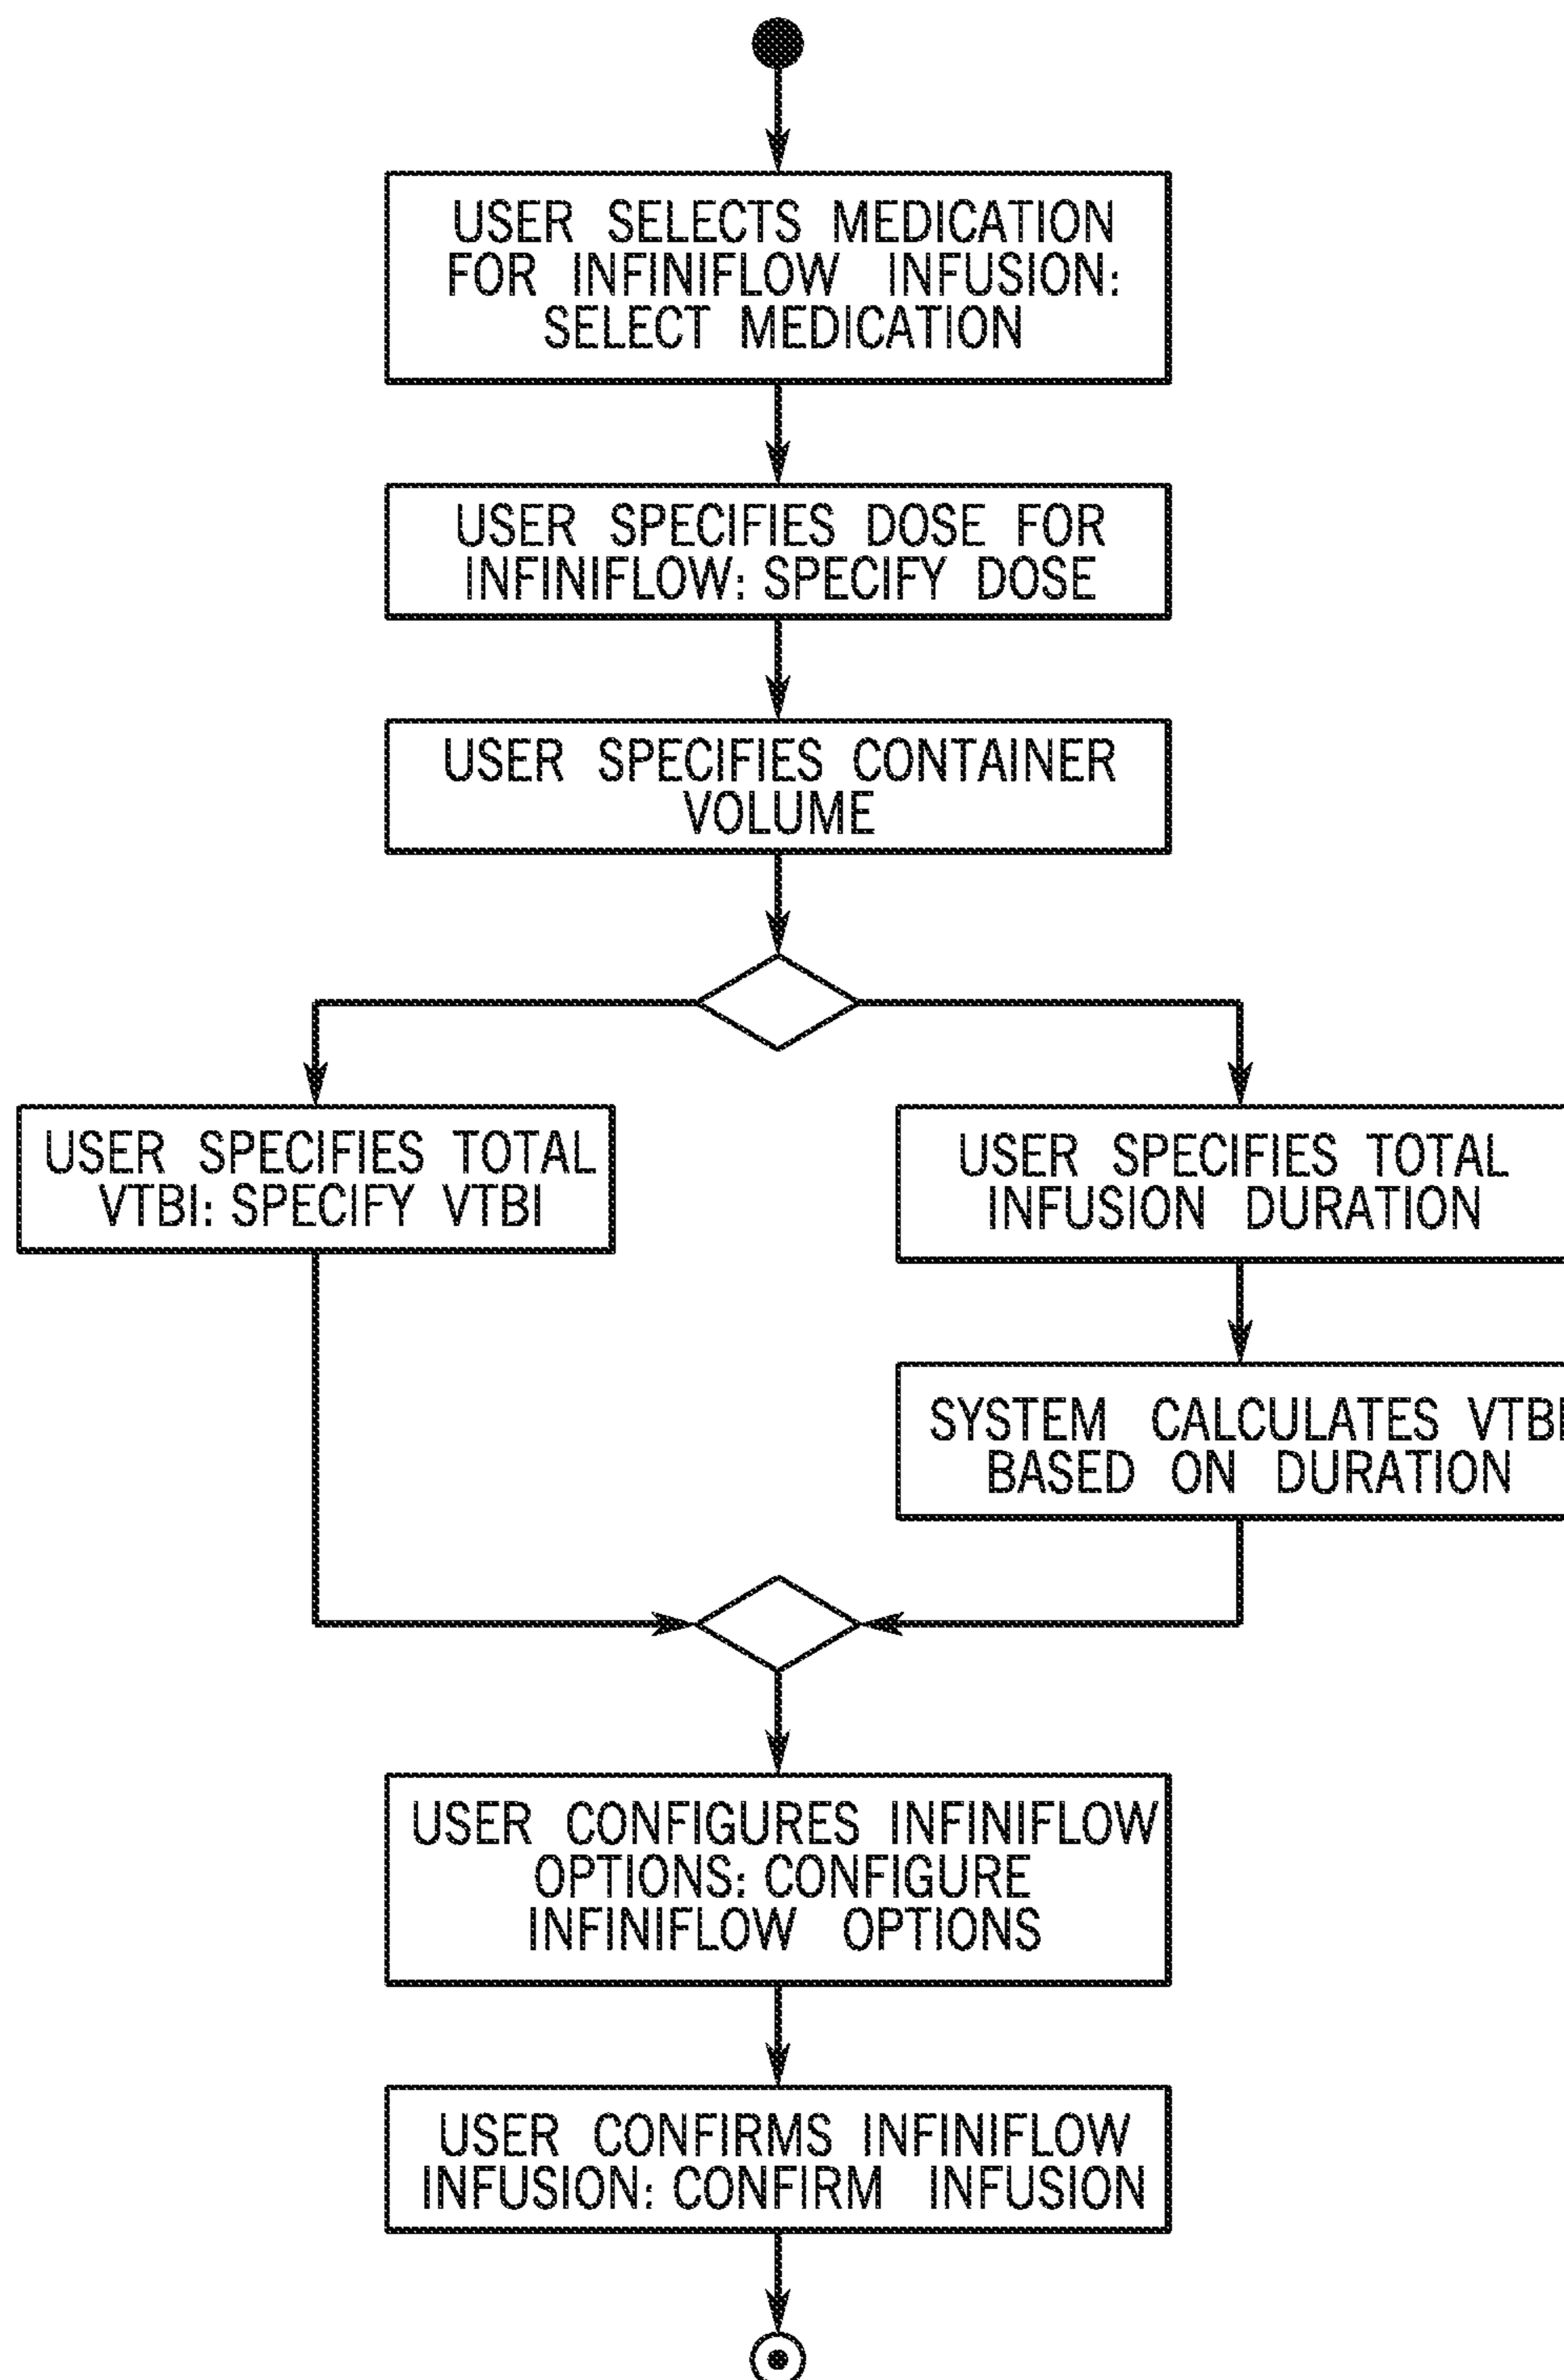 USER SELECTS MEDICATION
FOR INFINIFLOW INFUSION:
SELECT MEDICATION
USER SPECIFIES DOSE FOR
INFINIFLOW: SPECIFY DOSE
USER SPECIFIES CONTAINER
VOLUME
USER SPECIFIES TOTAL
VTBI: SPECIFY VTBI
USER SPECIFIES TOTAL
INFUSION DURATION
SYSTEM CALCULATES VTBI
BASED ON DURATION
USER CONFIGURES INFINIFLOW
OPTIONS: CONFIGURE
INFINIFLOW OPTIONS
USER CONFIRMS INFINIFLOW
INFUSION: CONFIRM INFUSION